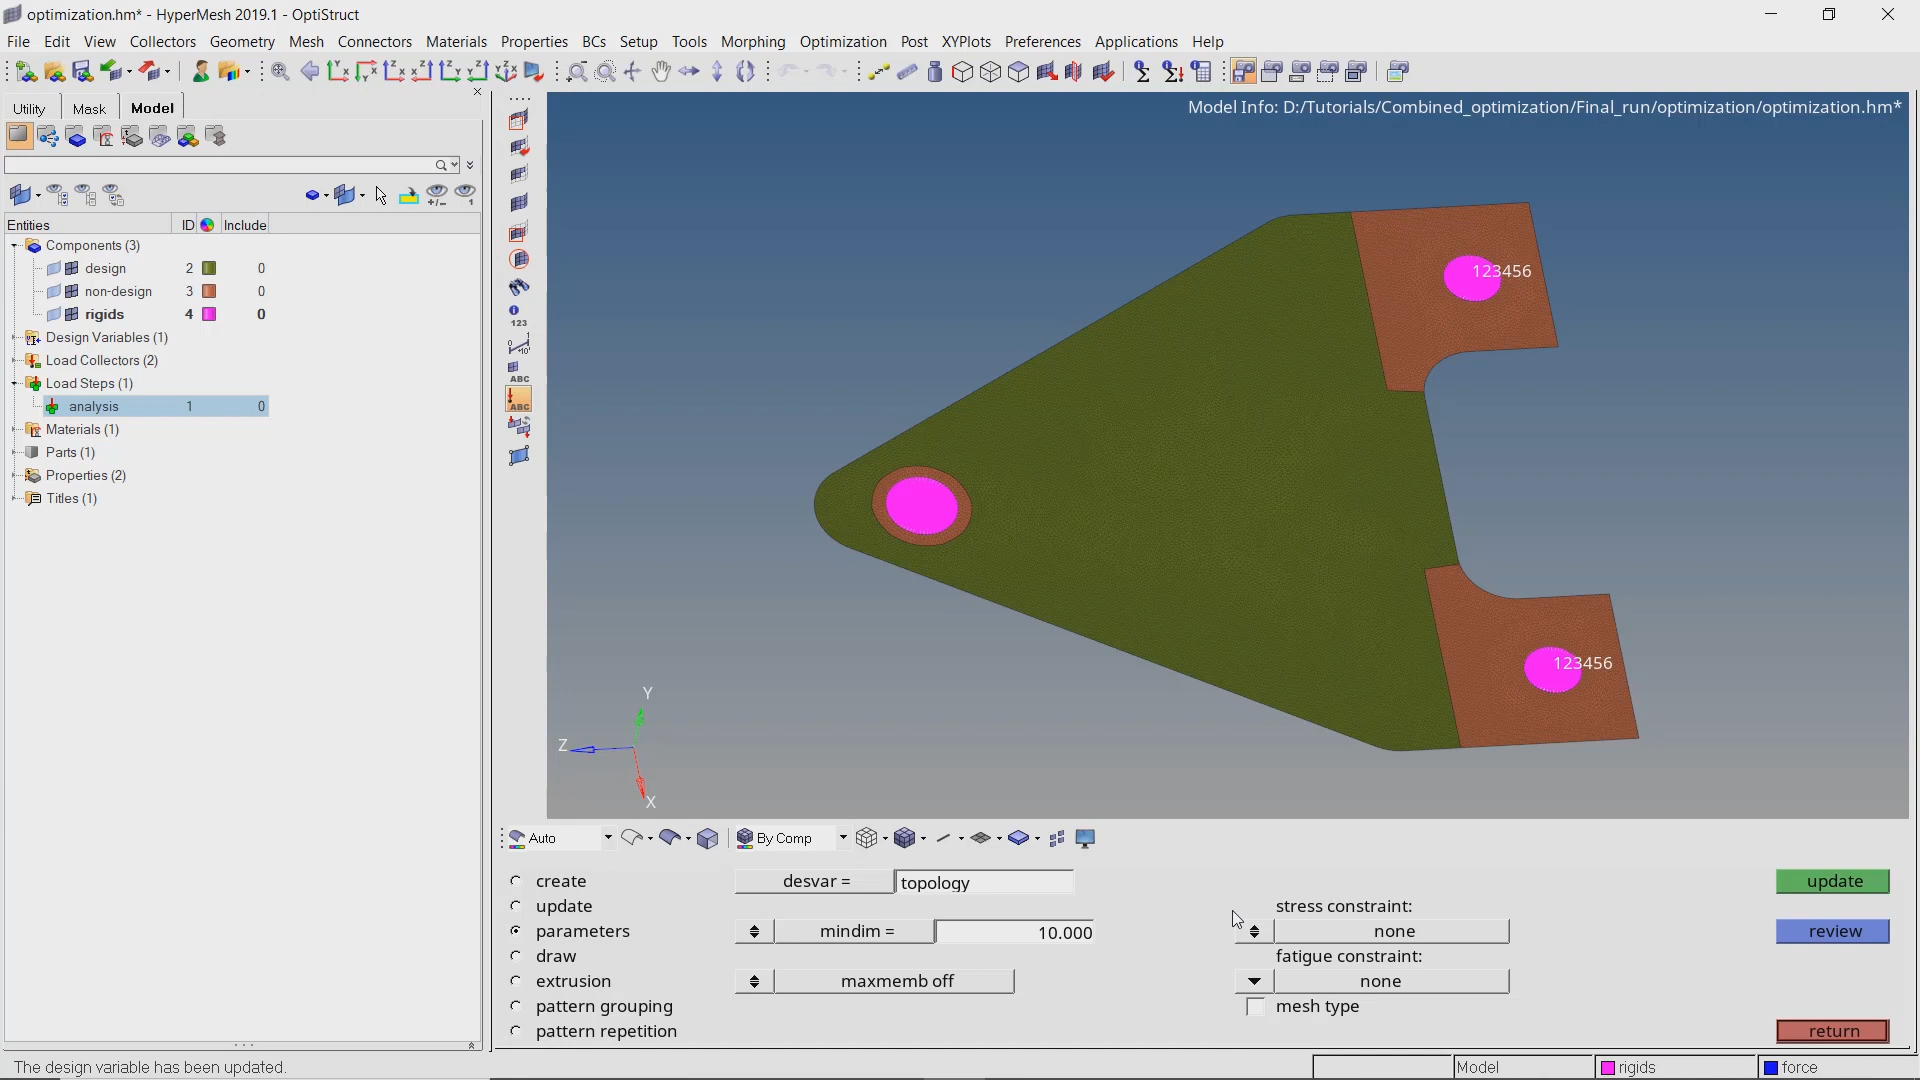 optimization.hm* - HyperMesh 2019.1 - OptiStruct
File Edit View Collectors Geometry Mesh Connectors Materials Properties BCs Setup Tools Morphing Optimization Post XYPlots Preferences Applications Help
Utility Mask Model
Model Info: D:/Tutorials/Combined_optimization/Final_run/optimization/optimization.hm*
Entities ID Include
Components (3)
design 2 0
non-design 3 0
rigids 4 0
Design Variables (1)
Load Collectors (2)
Load Steps (1)
analysis 1 0
Materials (1)
Parts (1)
Properties (2)
Titles (1)
123
ABC
ABC
123456
123456
Y
Z
X
Auto By Comp
create desvar = topology update
update stress constraint:
parameters mindim = 10.000 none review
draw fatigue constraint:
extrusion maxmemb off none
pattern grouping mesh type
pattern repetition return
The design variable has been updated. Model rigids force